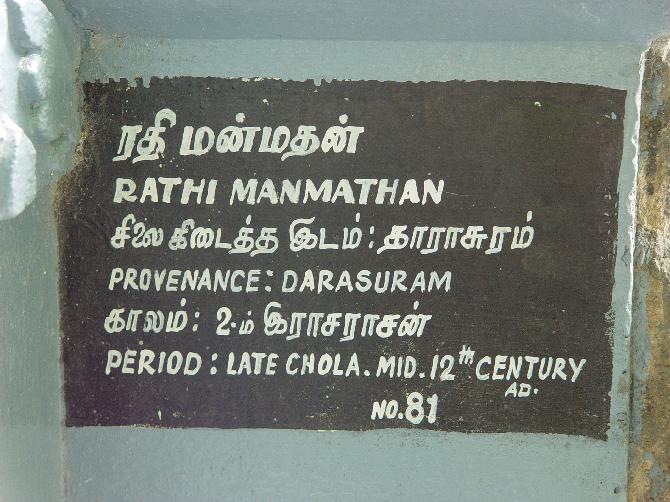 ரதி மன்மதன்
RATHI MANMATHAN
சிலை கிடைத்த இடம்: தாராசுரம்
PROVENANCE: DARASURAM
காலம்: 2.ம் இராசராசன்
PERIOD: LATE CHOLA. MID. 12th CENTURY AD.
NO. 81